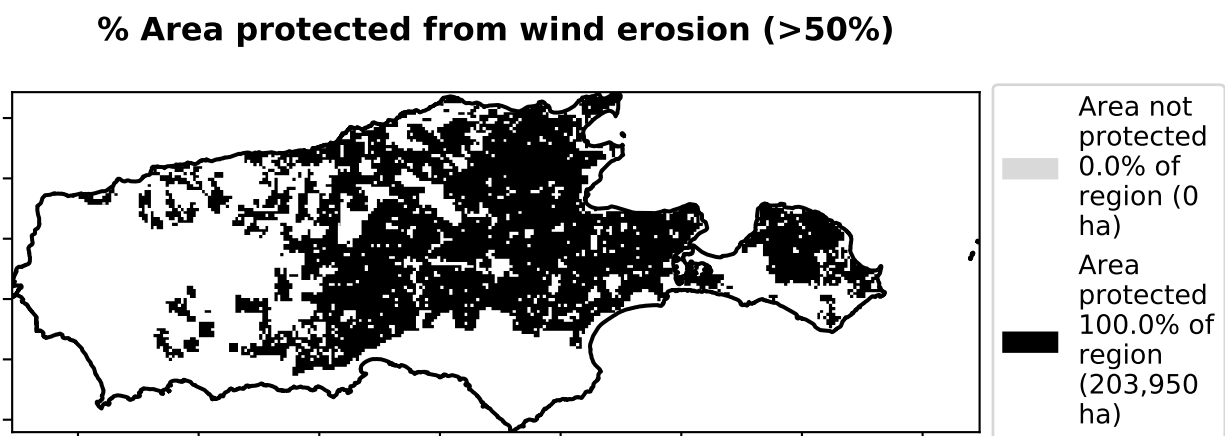 % Area protected from wind erosion (>50%)
Area not
protected
0.0% of
region (0
ha)
Area
protected
100.0% of
region
(203,950
ha)